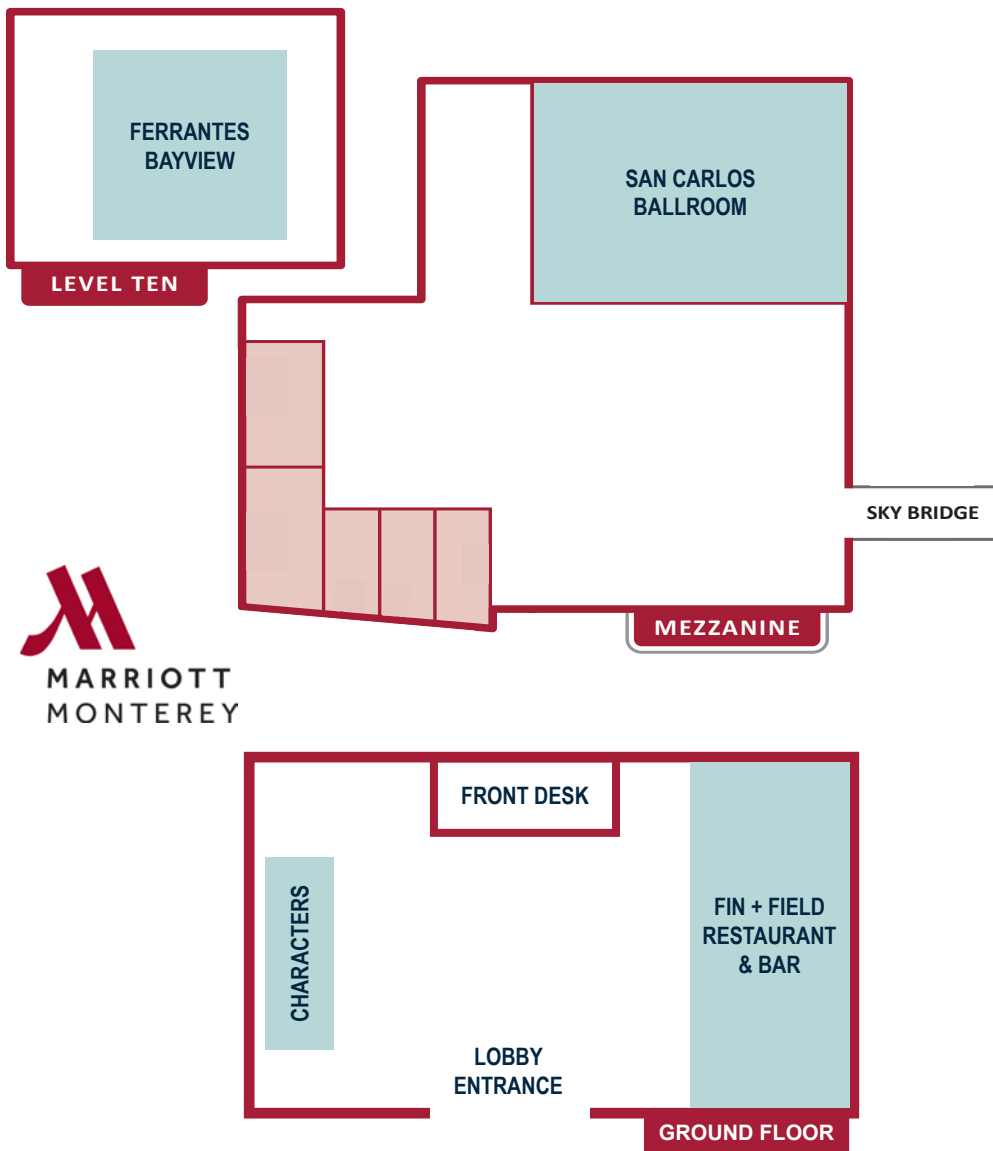 FERRANTES
BAYVIEW
LEVEL TEN
SAN CARLOS
BALLROOM
SKY BRIDGE
MEZZANINE
MARRIOTT
MONTEREY
FRONT DESK
CHARACTERS
FIN + FIELD
RESTAURANT
& BAR
LOBBY
ENTRANCE
GROUND FLOOR